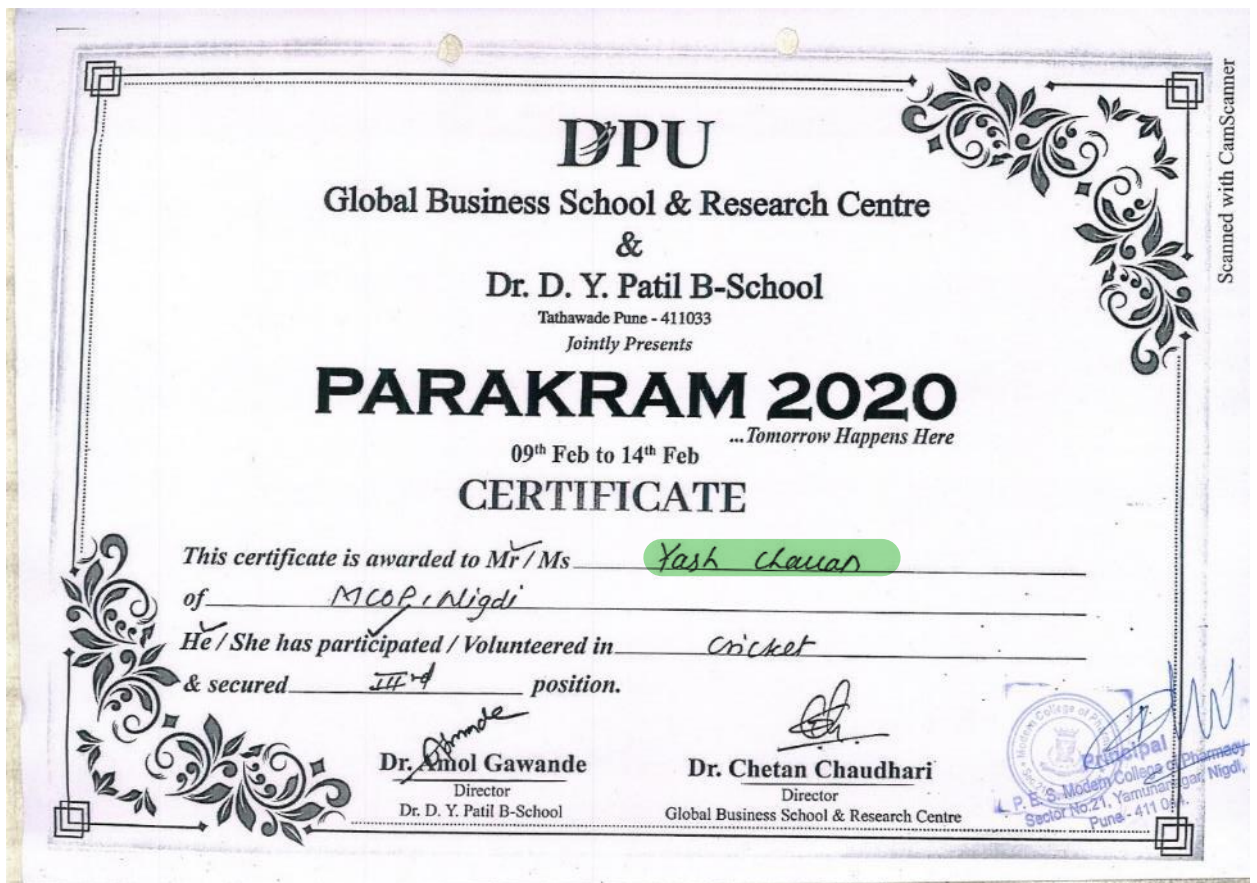 DPU
Global Business School & Research Centre
&
Dr. D. Y. Patil B-School
Tathawade Pune - 411033
Jointly Presents
PARAKRAM 2020
...Tomorrow Happens Here
09th Feb to 14th Feb
CERTIFICATE
This certificate is awarded to Mr / Ms Yash Chauan
of MCOP, Nigdi
He / She has participated / Volunteered in Cricket
& secured IIIrd position.
Dr. Amol Gawande
Director
Dr. D. Y. Patil B-School
Dr. Chetan Chaudhari
Director
Global Business School & Research Centre
Principal
P. E. S. Modern College of Pharmacy
Sector No.21, Yamunanagar, Nigdi,
Pune - 411 044.
Scanned with CamScanner